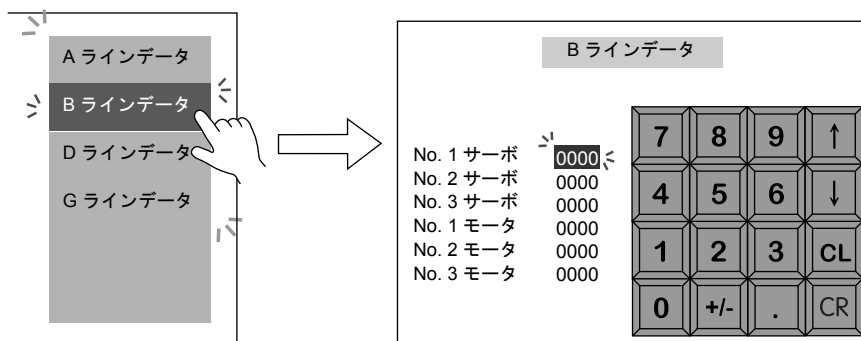 A ラインデータ
B ラインデータ
D ラインデータ
G ラインデータ
B ラインデータ
No. 1 サーボ 0000
No. 2 サーボ 0000
No. 3 サーボ 0000
No. 1 モータ 0000
No. 2 モータ 0000
No. 3 モータ 0000
7 8 9 ↑
4 5 6 ↓
1 2 3 CL
0 +/- . CR